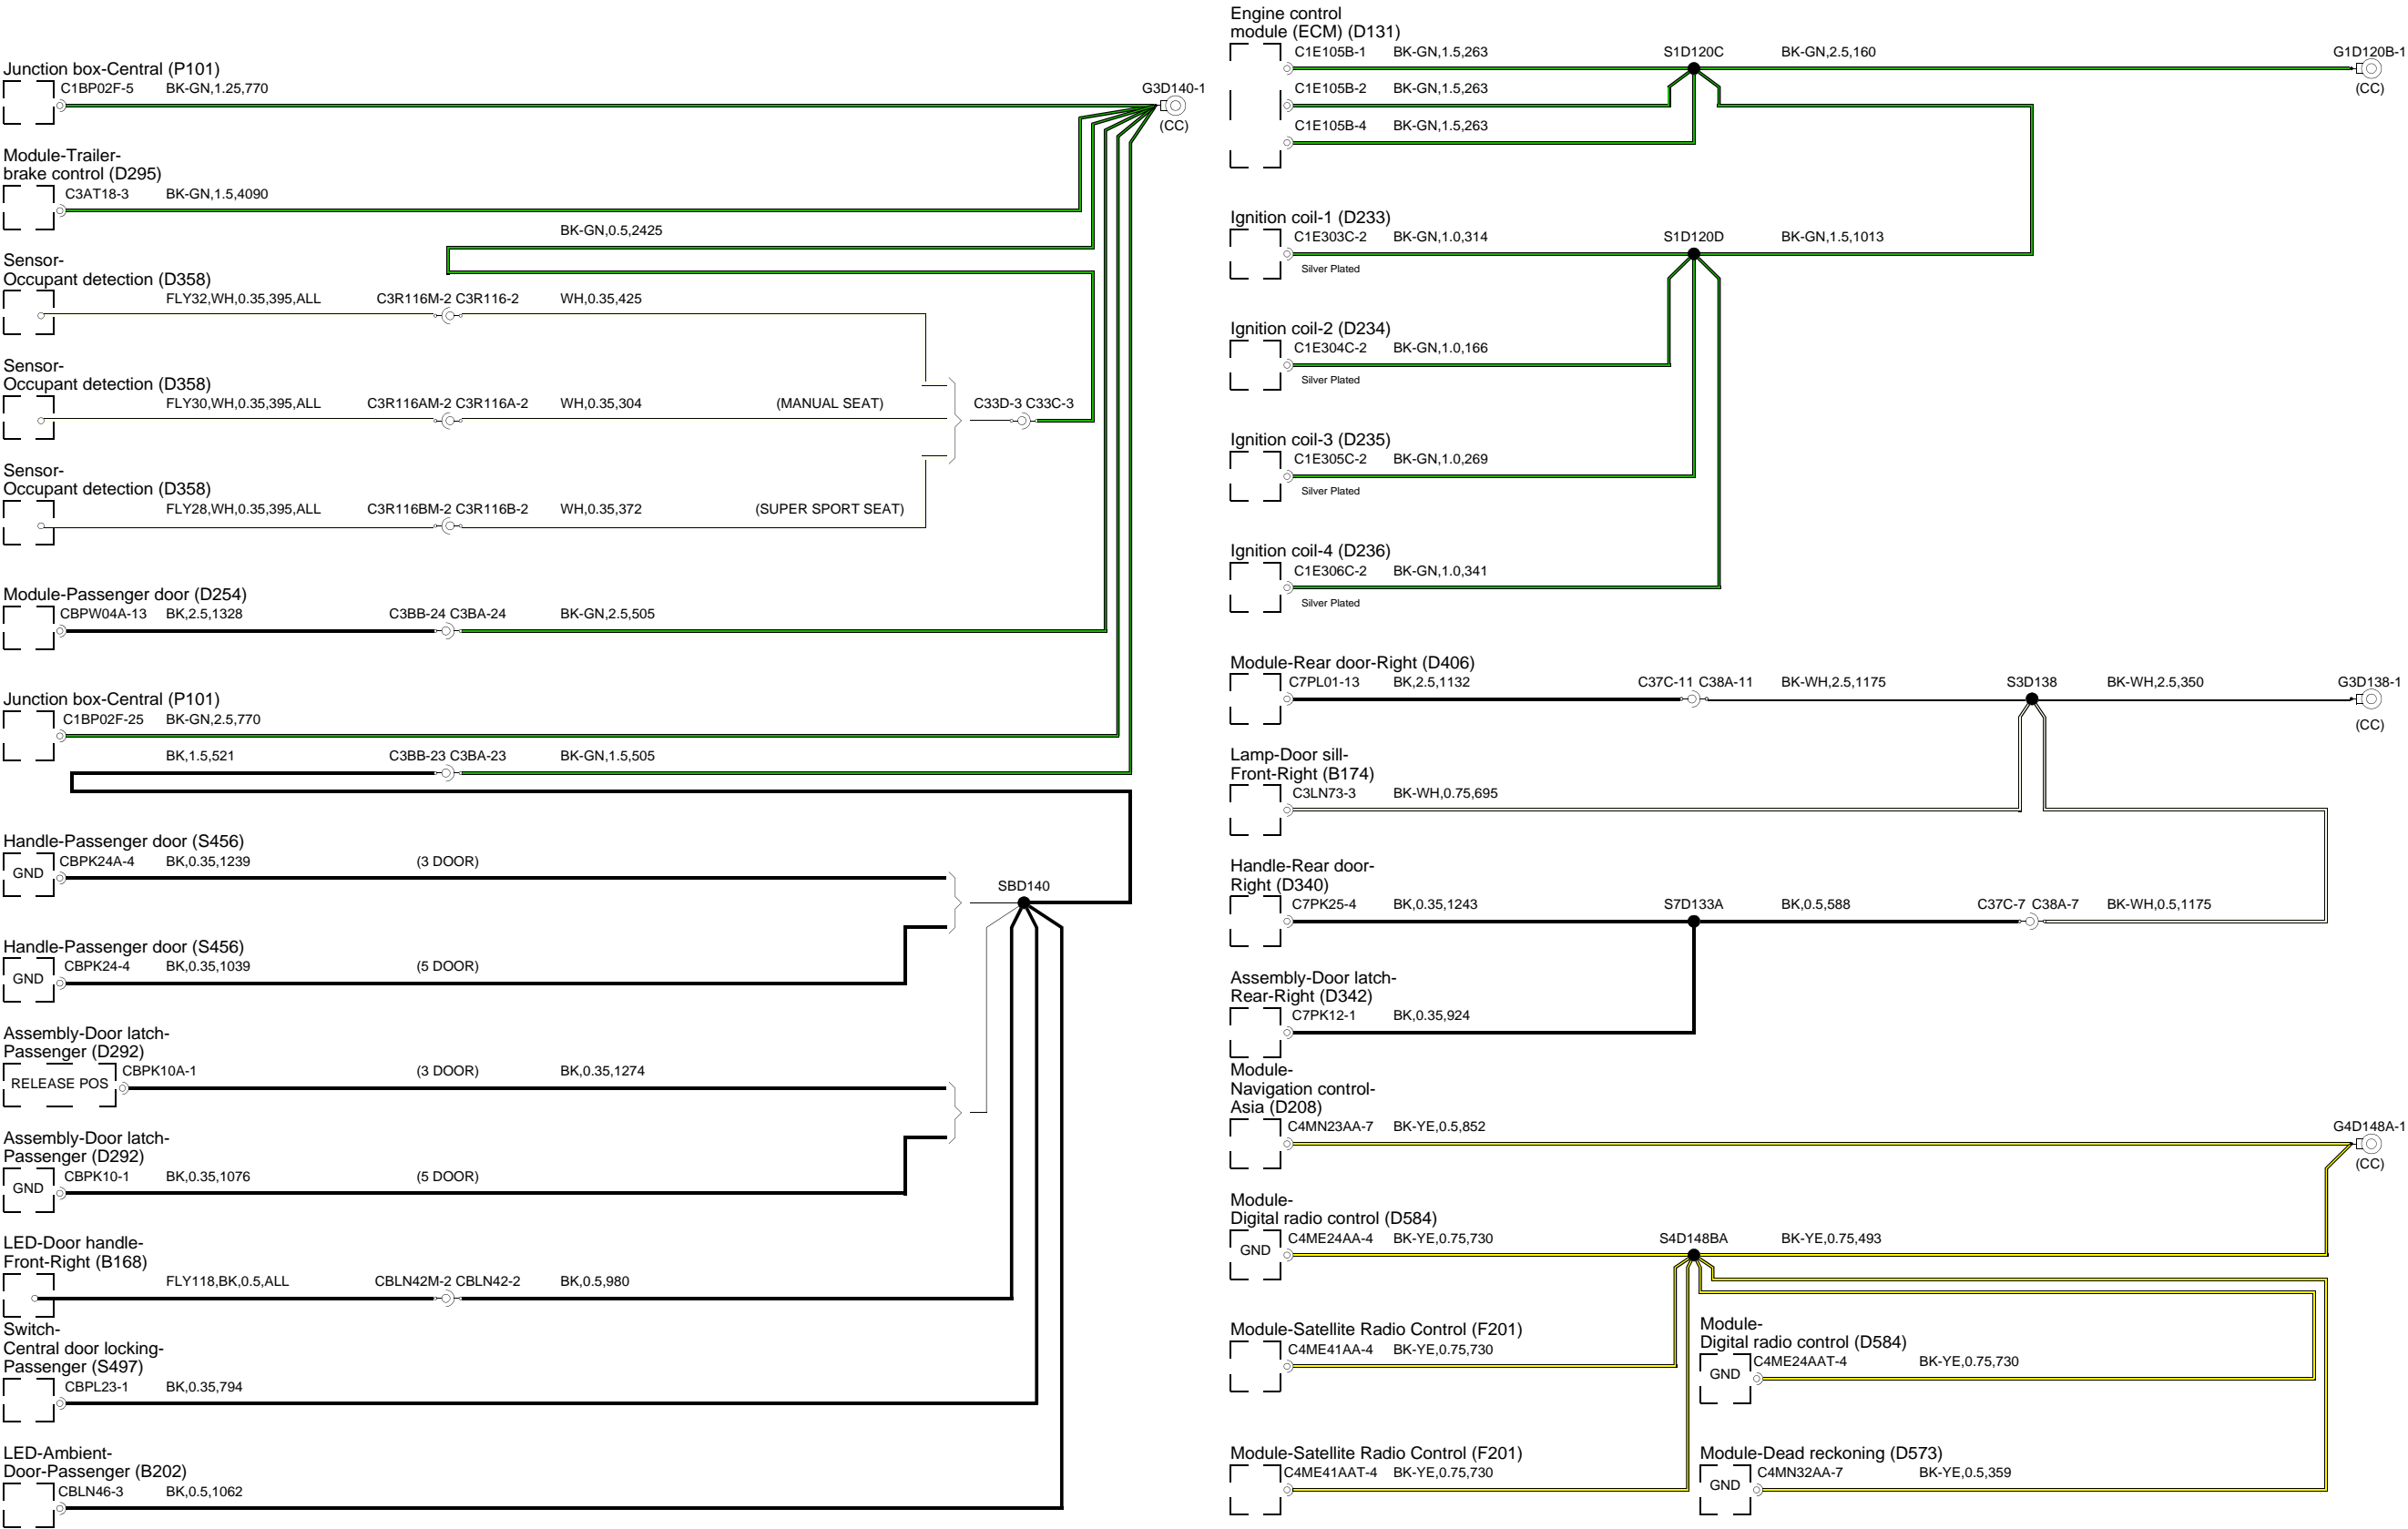 Junction box-Central (P101)
C1BP02F-5 BK-GN,1.25,770
G3D140-1
(CC)
Module-Trailer-
brake control (D295)
C3AT18-3 BK-GN,1.5,4090
BK-GN,0.5,2425
Sensor-
Occupant detection (D358)
FLY32,WH,0.35,395,ALL C3R116M-2 C3R116-2 WH,0.35,425
Sensor-
Occupant detection (D358)
FLY30,WH,0.35,395,ALL C3R116AM-2 C3R116A-2 WH,0.35,304 (MANUAL SEAT) C33D-3 C33C-3
Sensor-
Occupant detection (D358)
FLY28,WH,0.35,395,ALL C3R116BM-2 C3R116B-2 WH,0.35,372 (SUPER SPORT SEAT)
Module-Passenger door (D254)
CBPW04A-13 BK,2.5,1328 C3BB-24 C3BA-24 BK-GN,2.5,505
Junction box-Central (P101)
C1BP02F-25 BK-GN,2.5,770
BK,1.5,521 C3BB-23 C3BA-23 BK-GN,1.5,505
Handle-Passenger door (S456)
CBPK24A-4 BK,0.35,1239 (3 DOOR)
GND
SBD140
Handle-Passenger door (S456)
CBPK24-4 BK,0.35,1039 (5 DOOR)
GND
Assembly-Door latch-
Passenger (D292)
CBPK10A-1 (3 DOOR) BK,0.35,1274
RELEASE POS
Assembly-Door latch-
Passenger (D292)
CBPK10-1 BK,0.35,1076 (5 DOOR)
GND
LED-Door handle-
Front-Right (B168)
FLY118,BK,0.5,ALL CBLN42M-2 CBLN42-2 BK,0.5,980
Switch-
Central door locking-
Passenger (S497)
CBPL23-1 BK,0.35,794
LED-Ambient-
Door-Passenger (B202)
CBLN46-3 BK,0.5,1062
Engine control
module (ECM) (D131)
C1E105B-1 BK-GN,1.5,263 S1D120C BK-GN,2.5,160 G1D120B-1
(CC)
C1E105B-2 BK-GN,1.5,263
C1E105B-4 BK-GN,1.5,263
Ignition coil-1 (D233)
C1E303C-2 BK-GN,1.0,314 S1D120D BK-GN,1.5,1013
Silver Plated
Ignition coil-2 (D234)
C1E304C-2 BK-GN,1.0,166
Silver Plated
Ignition coil-3 (D235)
C1E305C-2 BK-GN,1.0,269
Silver Plated
Ignition coil-4 (D236)
C1E306C-2 BK-GN,1.0,341
Silver Plated
Module-Rear door-Right (D406)
C7PL01-13 BK,2.5,1132 C37C-11 C38A-11 BK-WH,2.5,1175 S3D138 BK-WH,2.5,350 G3D138-1
(CC)
Lamp-Door sill-
Front-Right (B174)
C3LN73-3 BK-WH,0.75,695
Handle-Rear door-
Right (D340)
C7PK25-4 BK,0.35,1243 S7D133A BK,0.5,588 C37C-7 C38A-7 BK-WH,0.5,1175
Assembly-Door latch-
Rear-Right (D342)
C7PK12-1 BK,0.35,924
Module-
Navigation control-
Asia (D208)
C4MN23AA-7 BK-YE,0.5,852 G4D148A-1
(CC)
Module-
Digital radio control (D584)
C4ME24AA-4 BK-YE,0.75,730 S4D148BA BK-YE,0.75,493
GND
Module-Satellite Radio Control (F201)
C4ME41AA-4 BK-YE,0.75,730
Module-
Digital radio control (D584)
C4ME24AAT-4 BK-YE,0.75,730
GND
Module-Satellite Radio Control (F201)
C4ME41AAT-4 BK-YE,0.75,730
Module-Dead reckoning (D573)
C4MN32AA-7 BK-YE,0.5,359
GND